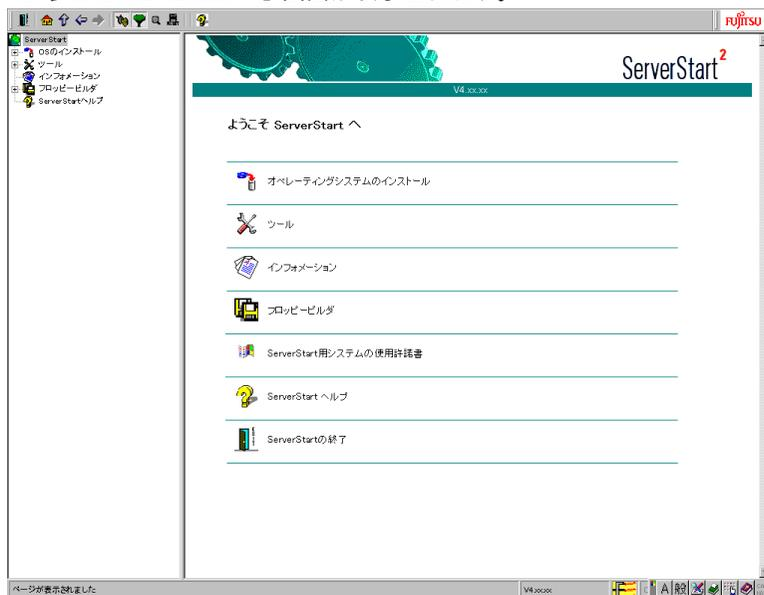 FUJITSU
ServerStart
OSのインストール
ツール
インフォメーション
フロッピービルダ
ServerStartヘルプ
ServerStart2
V4.xx.xx
ようこそ ServerStart へ
オペレーティングシステムのインストール
ツール
インフォメーション
フロッピービルダ
ServerStart用システムの使用許諾書
ServerStart ヘルプ
ServerStartの終了
ページが表示されました
V4.xx.xx
A 般